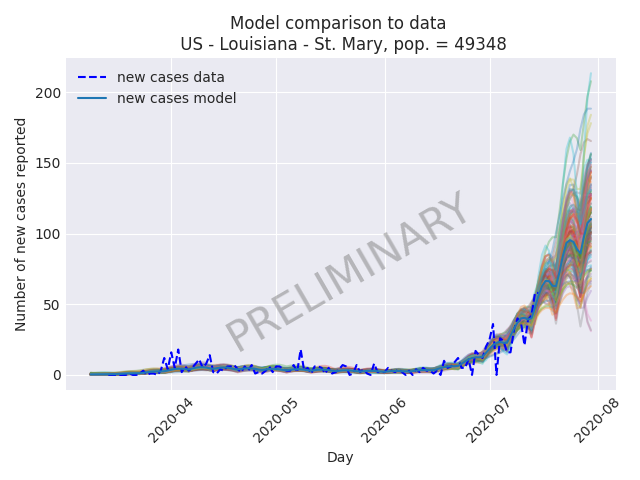 Model comparison to data
US - Louisiana - St. Mary, pop. = 49348
new cases data
new cases model
Number of new cases reported
200
150
100
50
0
PRELIMINARY
2020-04
2020-05
2020-06
2020-07
2020-08
Day